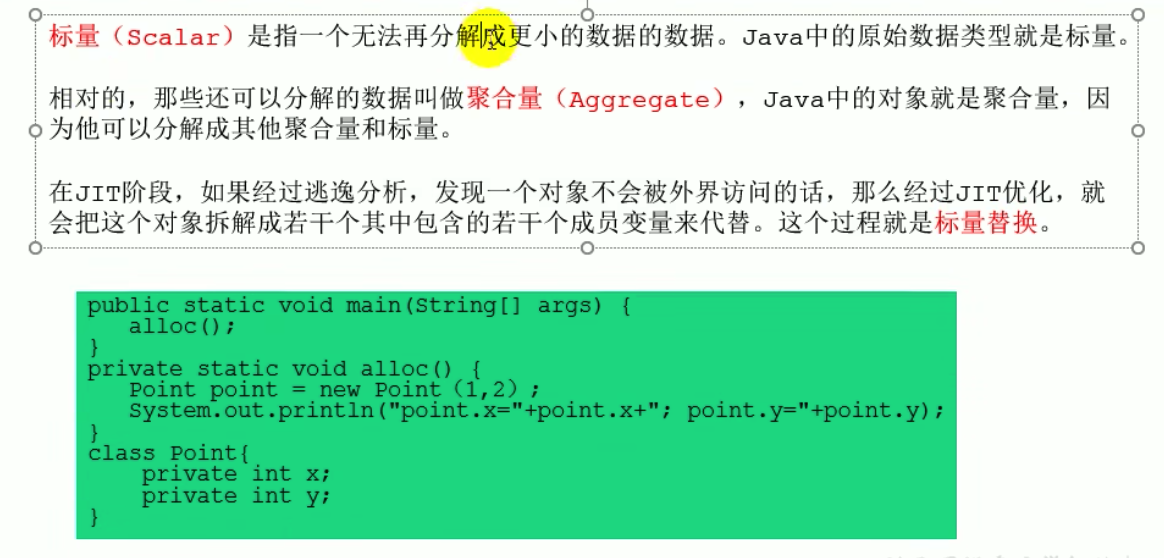 标量（Scalar）是指一个无法再分解成更小的数据的数据。Java中的原始数据类型就是标量。
相对的，那些还可以分解的数据叫做聚合量（Aggregate），Java中的对象就是聚合量，因
为他可以分解成其他聚合量和标量。
在JIT阶段，如果经过逃逸分析，发现一个对象不会被外界访问的话，那么经过JIT优化，就
会把这个对象拆解成若干个其中包含的若干个成员变量来代替。这个过程就是标量替换。
public static void main(String[] args) {
alloc();
}
private static void alloc() {
Point point = new Point（1,2）;
System.out.println("point.x="+point.x+"; point.y="+point.y);
}
class Point{
private int x;
private int y;
}